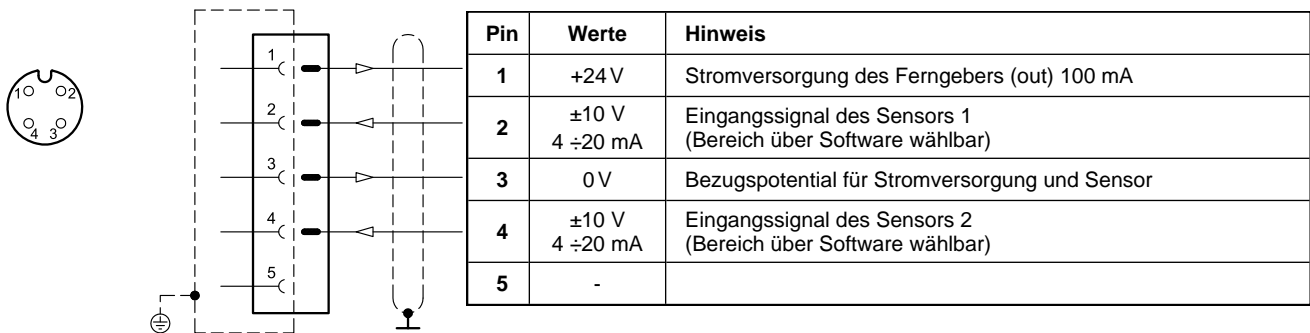 1 2
4 3
1
2
3
4
5
Pin Werte Hinweis
1 +24 V Stromversorgung des Ferngebers (out) 100 mA
2 ±10 V Eingangssignal des Sensors 1
4 ÷20 mA (Bereich über Software wählbar)
3 0 V Bezugspotential für Stromversorgung und Sensor
4 ±10 V Eingangssignal des Sensors 2
4 ÷20 mA (Bereich über Software wählbar)
5 -